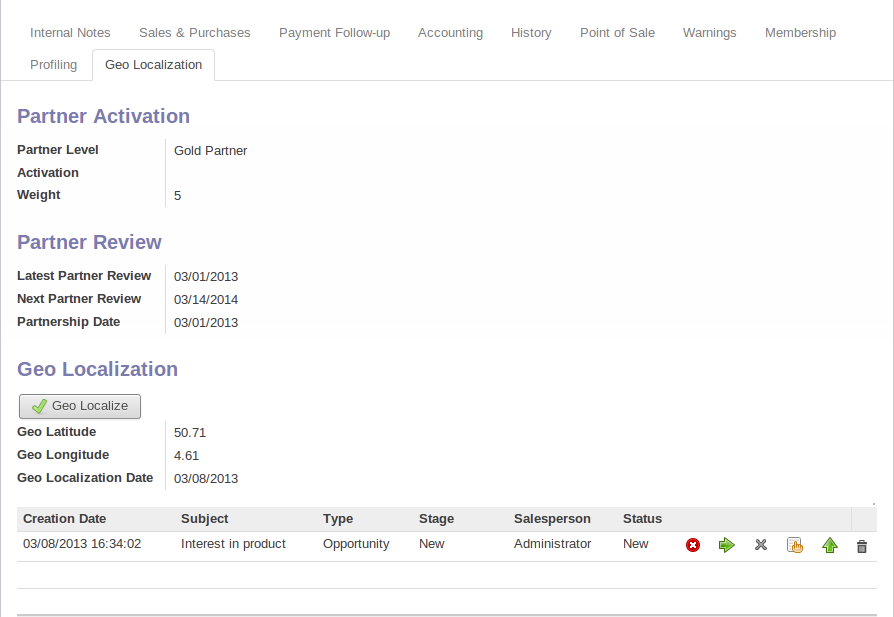 Internal Notes Sales & Purchases Payment Follow-up Accounting History Point of Sale Warnings Membership
Profiling Geo Localization
Partner Activation
Partner Level Gold Partner
Activation
Weight 5
Partner Review
Latest Partner Review 03/01/2013
Next Partner Review 03/14/2014
Partnership Date 03/01/2013
Geo Localization
Geo Localize
Geo Latitude 50.71
Geo Longitude 4.61
Geo Localization Date 03/08/2013
Creation Date Subject Type Stage Salesperson Status
03/08/2013 16:34:02 Interest in product Opportunity New Administrator New